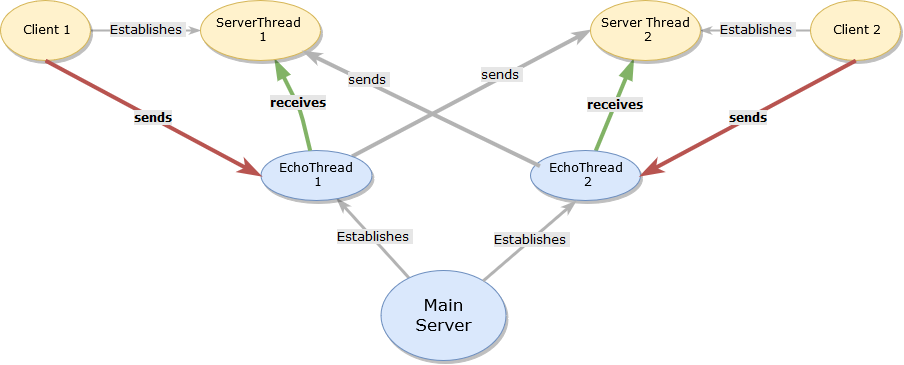 Client 1
Establishes
ServerThread
1
Server Thread
2
Establishes
Client 2
sends
sends
receives
receives
sends
sends
EchoThread
1
EchoThread
2
Establishes
Establishes
Main
Server